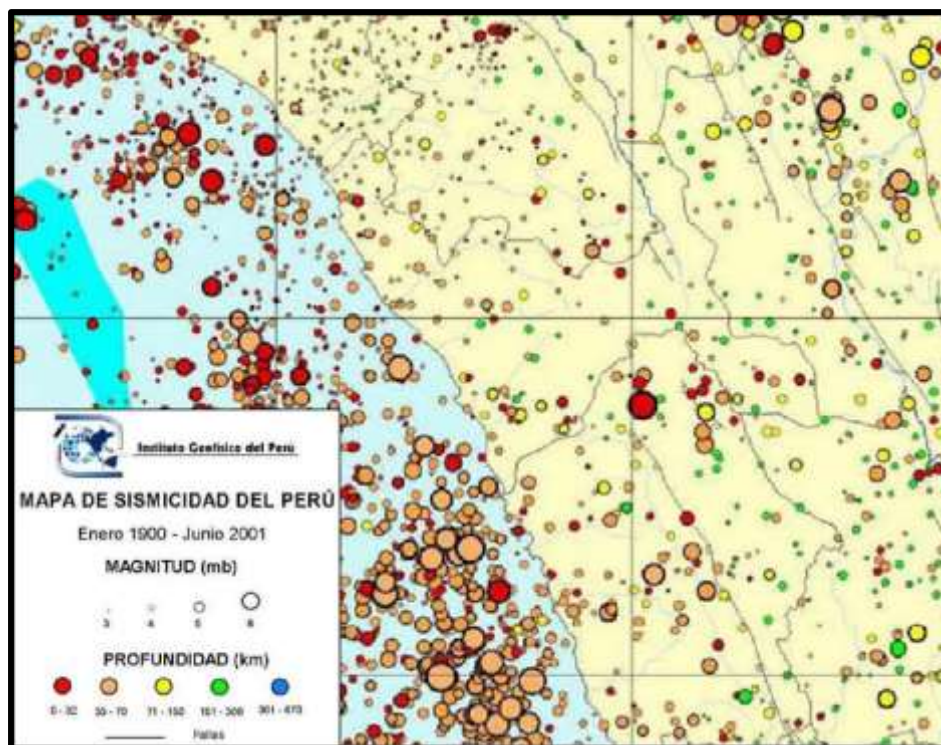 Instituto Geofísico del Perú
MAPA DE SISMICIDAD DEL PERÚ
Enero 1900 - Junio 2001
MAGNITUD (mb)
3 4 5 6
PROFUNDIDAD (km)
0 - 32 33 - 70 71 - 150 151 - 300 301 - 670
Fallas